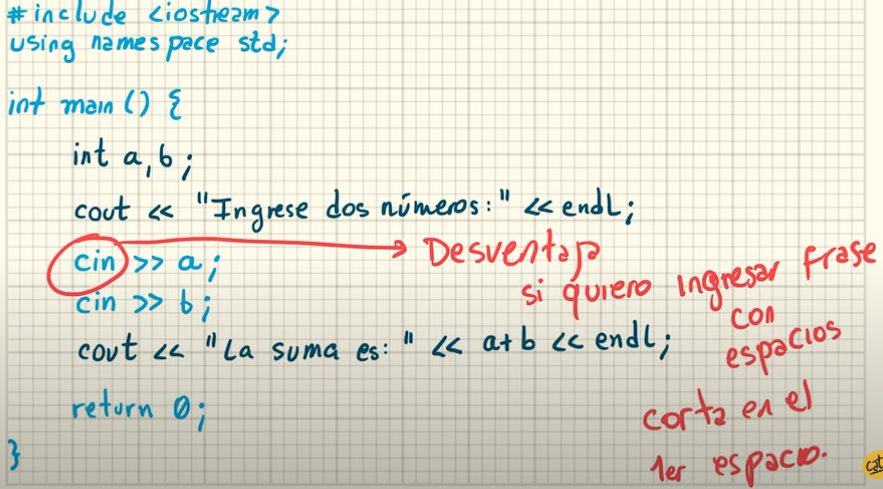 #include <iostream>
using namespace std;
int main () {
int a, b;
cout << "Ingrese dos números:" << endl;
cin >> a;
cin >> b;
cout << "La suma es: " << a+b << endl;
return 0;
}
Desventaja
si quiero ingresar frase
con
espacios
corta en el
1er espacio.
cat